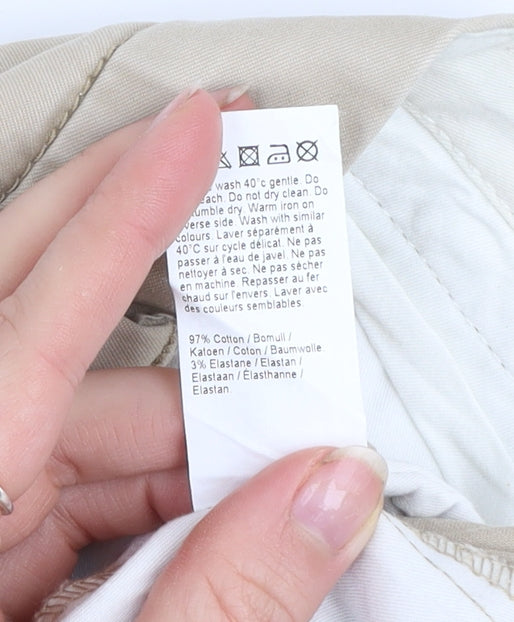 wash 40°c gentle. Do
Do not dry clean. Do
dry. Warm iron on
side. Wash with similar
colours. Laver séparément à
40°C sur cycle délicat. Ne pas
passer à l'eau de javel. Ne pas
nettoyer à sec. Ne pas sécher
en machine. Repasser au fer
chaud sur l'envers. Laver avec
des couleurs semblables.
97% Cotton / Bomull /
Katoen / Coton / Baumwolle
3% Elastane / Elastan /
Elastaan / Élasthanne /
Elastan